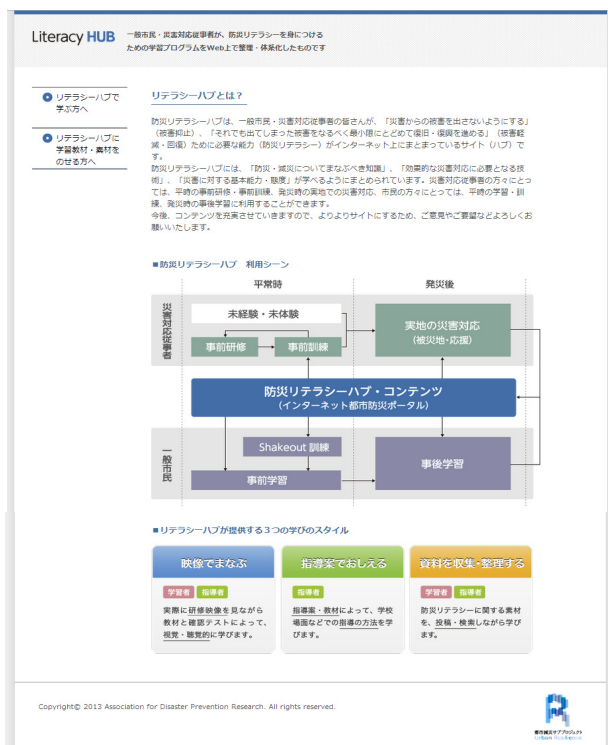 Literacy HUB
一般市民・災害対応従事者が、防災リテラシーを身につける
ための学習プログラムをWeb上で整理・体系化したものです
リテラシーハブで
学ぶ方へ
リテラシーハブに
学習教材・素材を
のせる方へ
リテラシーハブとは？
防災リテラシーハブは、一般市民・災害対応従事者の皆さんが、「災害からの被害を出さないようにする」
（被害抑止）、「それでも出てしまった被害をなるべく最小限にとどめて復旧・復興を進める」（被害軽
減・回復）ために必要な能力（防災リテラシー）がインターネット上にまとまっているサイト（ハブ）で
す。
防災リテラシーハブには、「防災・減災についてまなぶべき知識」、「効果的な災害対応に必要となる技
術」、「災害に対する基本能力・態度」が学べるようにまとめられています。災害対応従事者の方々にとっ
ては、平時の事前研修・事前訓練、発災時の実地での災害対応、市民の方々にとっては、平時の学習・訓
練、発災時の事後学習に利用することができます。
今後、コンテンツを充実させていきますので、よりよりサイトにするため、ご意見やご要望などよろしくお
願いいたします。
■防災リテラシーハブ 利用シーン
平常時
発災後
災害対応従事者
未経験・未体験
事前研修
事前訓練
実地の災害対応
（被災地・応援）
防災リテラシーハブ・コンテンツ
（インターネット都市防災ポータル）
一般市民
Shakeout 訓練
事前学習
事後学習
■リテラシーハブが提供する３つの学びのスタイル
映像でまなぶ
学習者 指導者
実際に研修映像を見ながら
教材と確認テストによって、
視覚・聴覚的に学びます。
指導案でおしえる
指導者
指導案・教材によって、学校
場面などでの指導の方法を学
びます。
資料を収集・整理する
学習者 指導者
防災リテラシーに関する素材
を、投稿・検索しながら学び
ます。
Copyright© 2013 Association for Disaster Prevention Research. All rights reserved.
都市減災サブプロジェクト
Urban Resilience